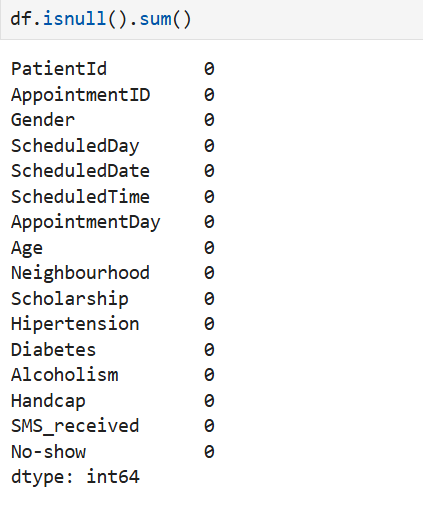 df.isnull().sum()
PatientId 0
AppointmentID 0
Gender 0
ScheduledDay 0
ScheduledDate 0
ScheduledTime 0
AppointmentDay 0
Age 0
Neighbourhood 0
Scholarship 0
Hipertension 0
Diabetes 0
Alcoholism 0
Handcap 0
SMS_received 0
No-show 0
dtype: int64